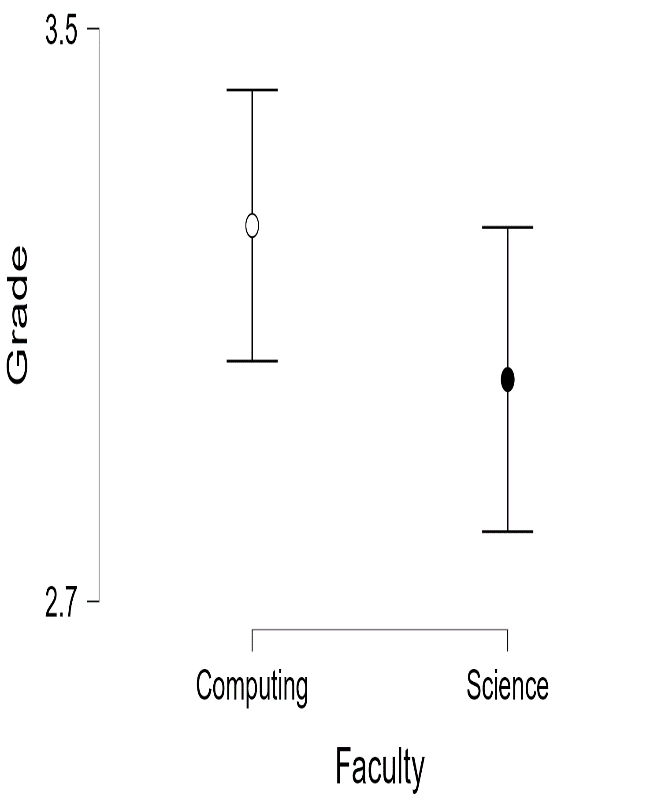 3.5
Grade
2.7
Computing
Science
Faculty